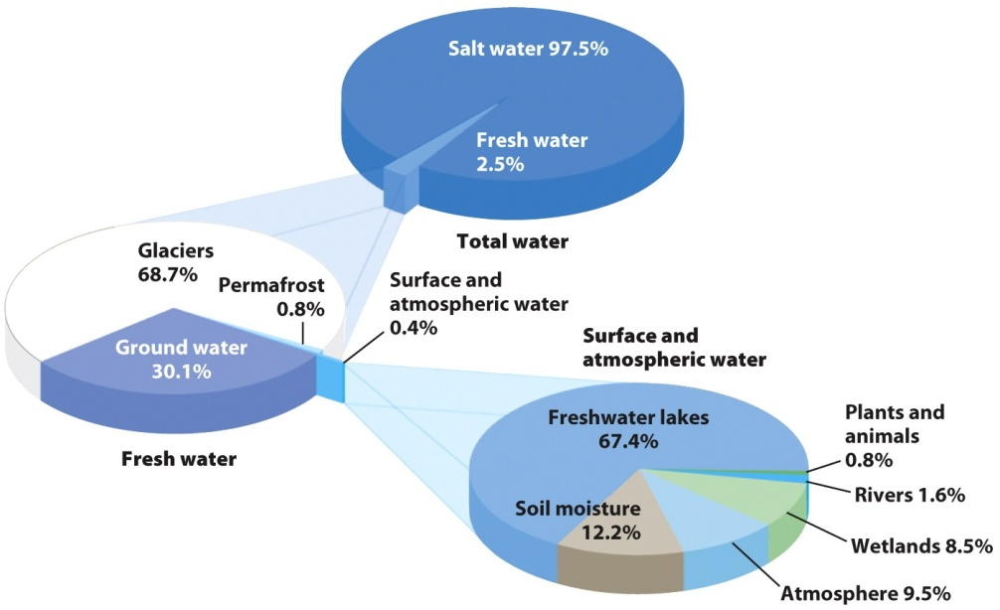 Salt water 97.5%
Fresh water
2.5%
Total water
Glaciers
68.7%
Permafrost
0.8%
Surface and
atmospheric water
0.4%
Ground water
30.1%
Fresh water
Surface and
atmospheric water
Freshwater lakes
67.4%
Plants and
animals
0.8%
Rivers 1.6%
Soil moisture
12.2%
Wetlands 8.5%
Atmosphere 9.5%